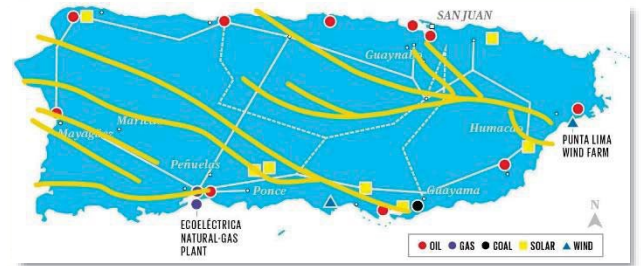 SAN JUAN
Guaynabo
Humacao
PUNTA LIMA
WIND FARM
Mayagüez
Peñuelas
Ponce
Guayama
ECOELÉCTRICA
NATURAL-GAS
PLANT
N
OIL GAS COAL SOLAR WIND